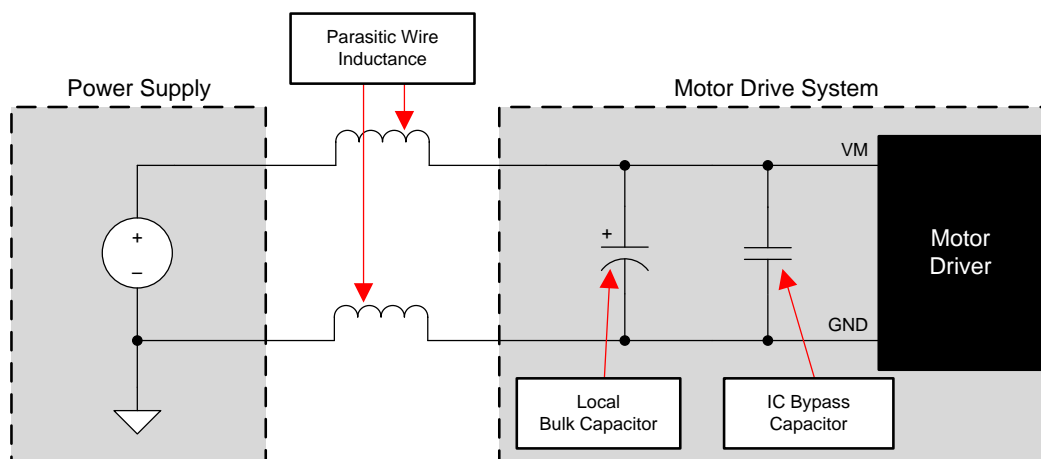 Parasitic Wire
Inductance
Power Supply
Motor Drive System
VM
+
–
+
Motor
Driver
GND
Local
Bulk Capacitor
IC Bypass
Capacitor